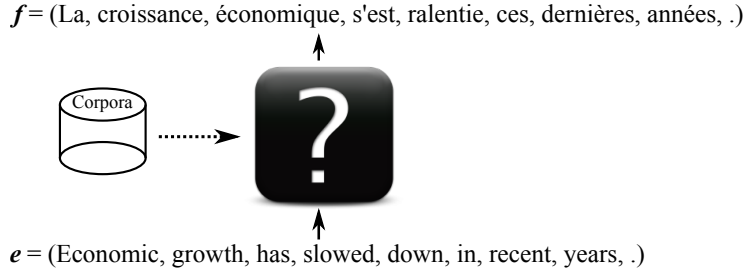 f = (La, croissance, économique, s'est, ralentie, ces, dernières, années, .)
Corpora
?
e = (Economic, growth, has, slowed, down, in, recent, years, .)